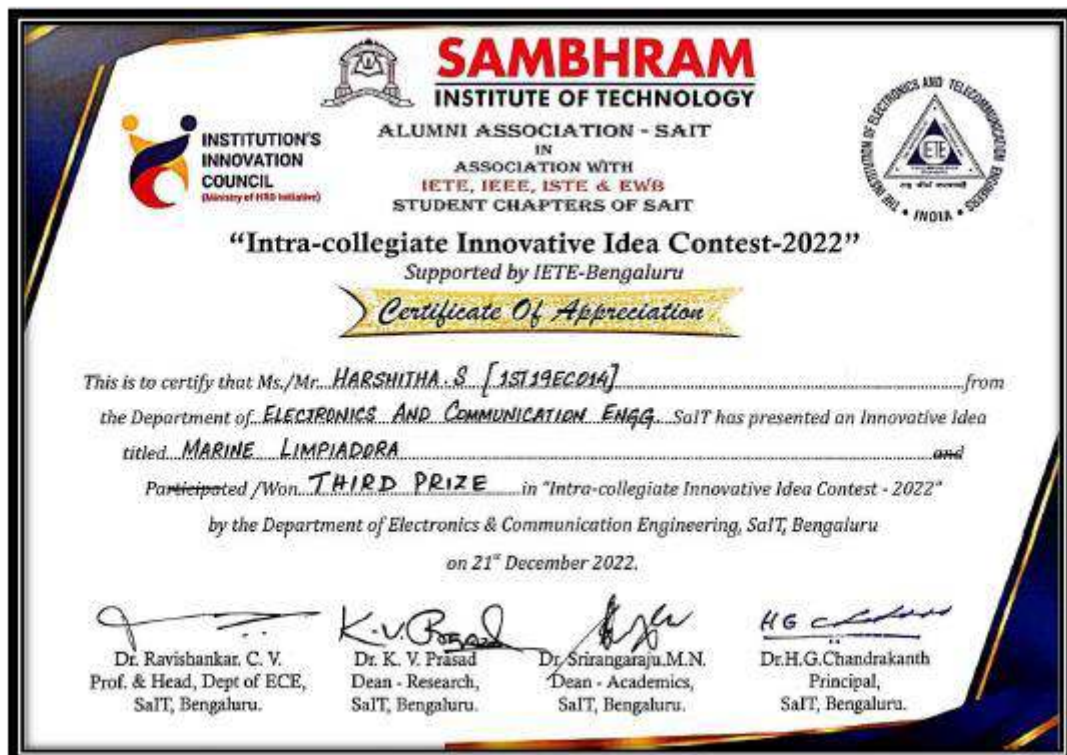 SAMBHRAM
INSTITUTE OF TECHNOLOGY
INSTITUTION'S
INNOVATION
COUNCIL
(Ministry of HRD Initiative)
ALUMNI ASSOCIATION - SAIT
IN
ASSOCIATION WITH
IETE, IEEE, ISTE & EWB
STUDENT CHAPTERS OF SAIT
THE INSTITUTION OF ELECTRONICS AND TELECOMMUNICATION ENGINEERS
IETE
• INDIA •
“Intra-collegiate Innovative Idea Contest-2022”
Supported by IETE-Bengaluru
Certificate Of Appreciation
This is to certify that Ms./Mr. HARSHITHA.S [1ST19EC014] from
the Department of ELECTRONICS AND COMMUNICATION ENGG. SaIT has presented an Innovative Idea
titled MARINE LIMPIADORA and
Participated /Won THIRD PRIZE in "Intra-collegiate Innovative Idea Contest - 2022"
by the Department of Electronics & Communication Engineering, SaIT, Bengaluru
on 21st December 2022.
K.V. Prasad
HG
Dr. Ravishankar. C. V.
Prof. & Head, Dept of ECE,
SaIT, Bengaluru.
Dr. K. V. Prasad
Dean - Research,
SaIT, Bengaluru.
Dr. Srirangaraju.M.N.
Dean - Academics,
SaIT, Bengaluru.
Dr.H.G.Chandrakanth
Principal,
SaIT, Bengaluru.